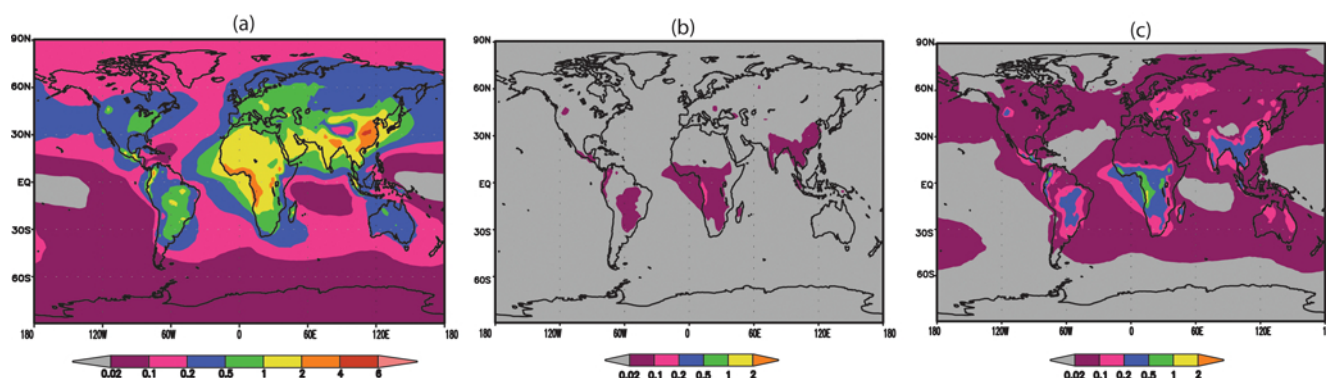 (a) (b) (c)
90N 90N 90N
60N 60N 60N
30N 30N 30N
EQ EQ EQ
30S 30S 30S
60S 60S 60S
180 120W 60W 0 60E 120E 180 180 120W 60W 0 60E 120E 180 180 120W 60W 0 60E 120E
0.02 0.1 0.2 0.5 1 2 4 6 0.02 0.1 0.2 0.5 1 2 0.02 0.1 0.2 0.5 1 2